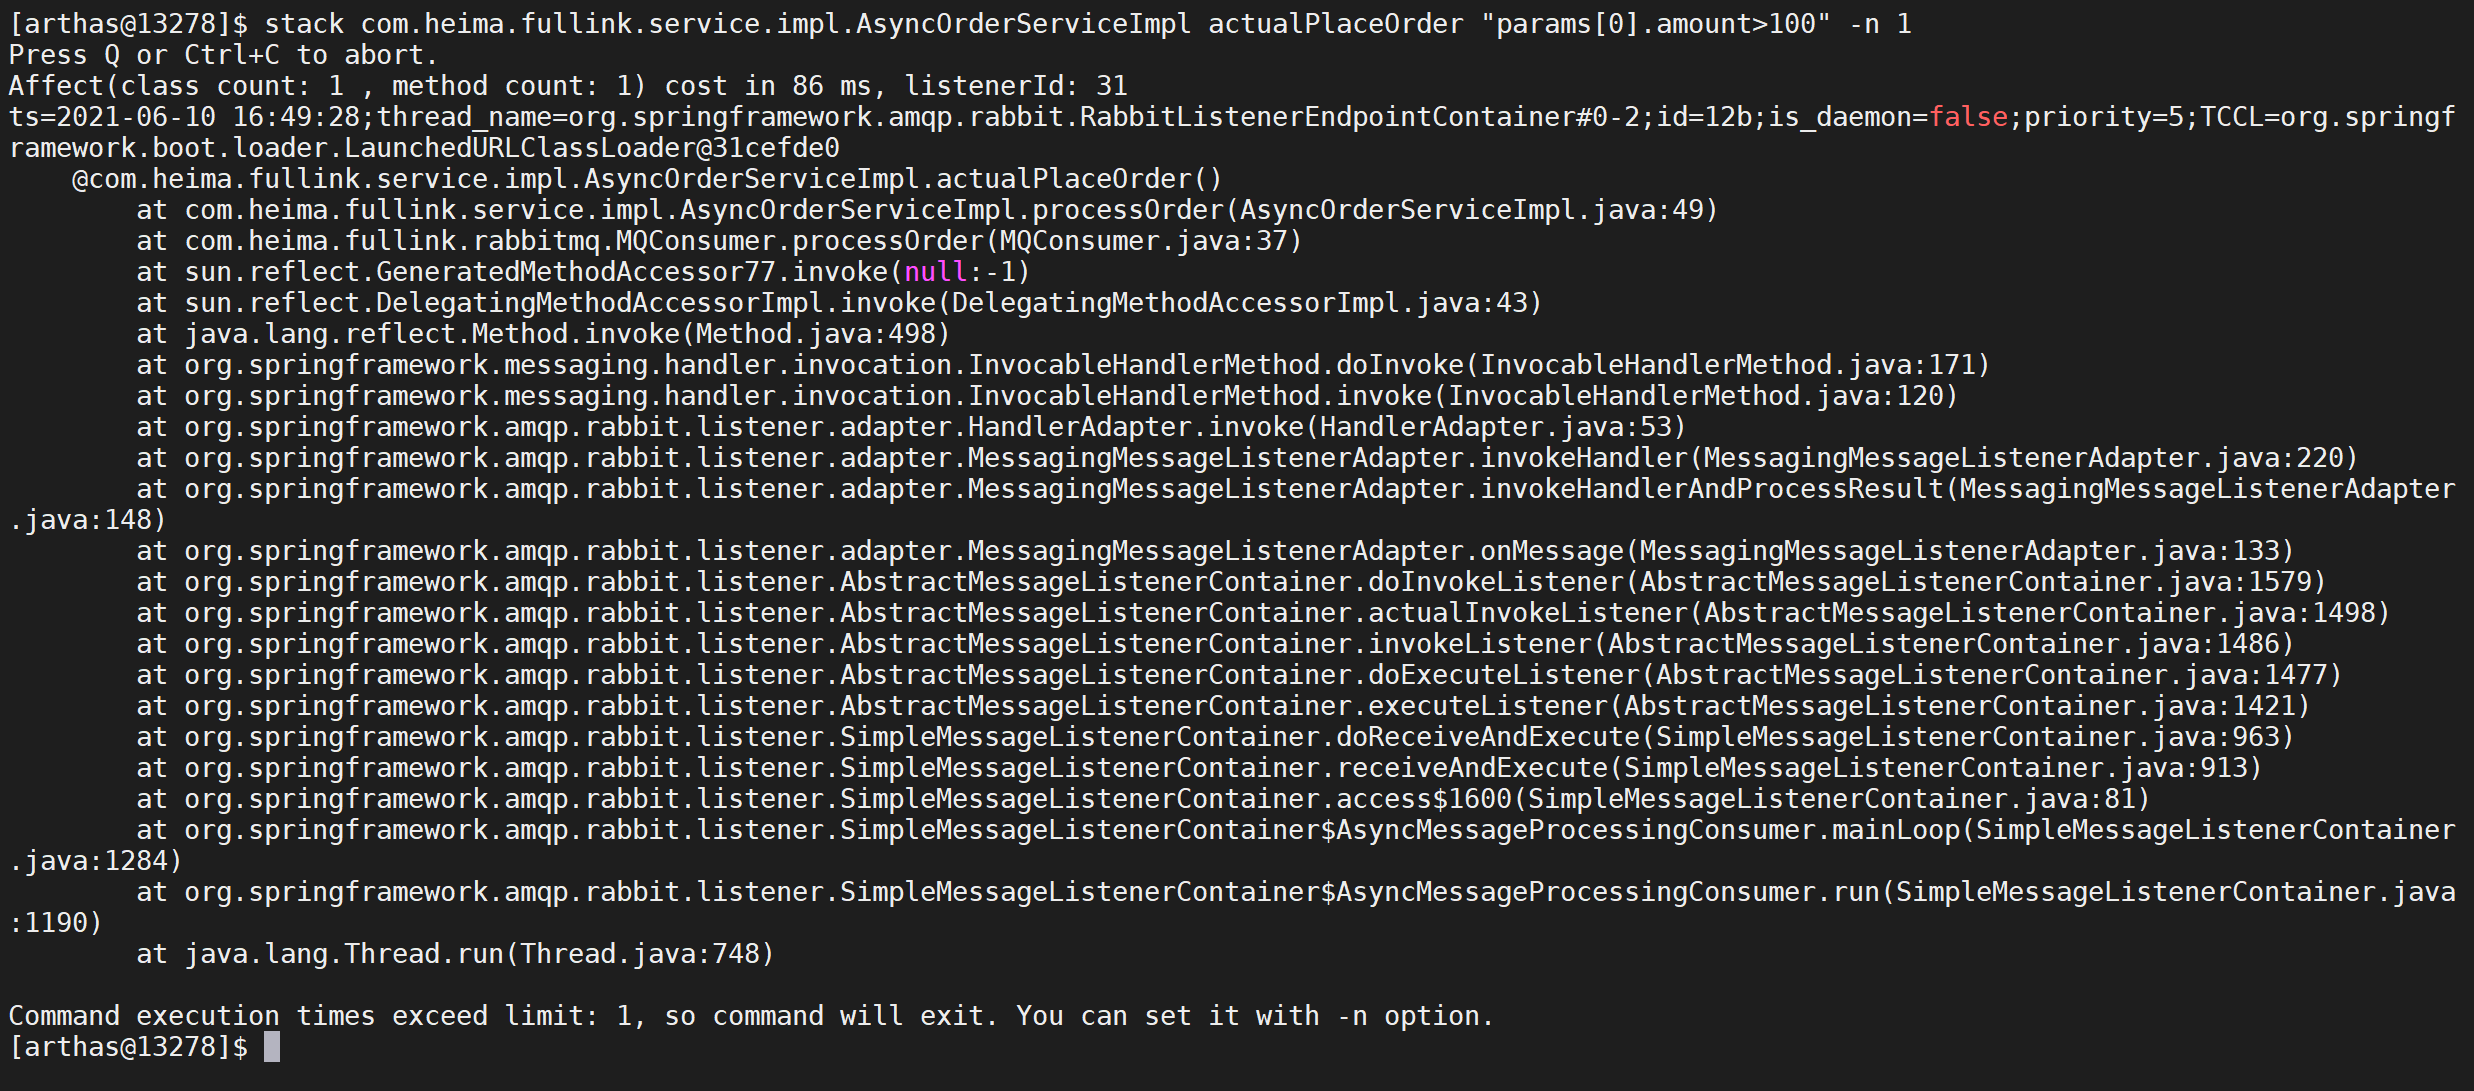 [arthas@13278]$ stack com.heima.fullink.service.impl.AsyncOrderServiceImpl actualPlaceOrder "params[0].amount>100" -n 1
Press Q or Ctrl+C to abort.
Affect(class count: 1 , method count: 1) cost in 86 ms, listenerId: 31
ts=2021-06-10 16:49:28;thread_name=org.springframework.amqp.rabbit.RabbitListenerEndpointContainer#0-2;id=12b;is_daemon=false;priority=5;TCCL=org.springf
ramework.boot.loader.LaunchedURLClassLoader@31cefde0
    @com.heima.fullink.service.impl.AsyncOrderServiceImpl.actualPlaceOrder()
        at com.heima.fullink.service.impl.AsyncOrderServiceImpl.processOrder(AsyncOrderServiceImpl.java:49)
        at com.heima.fullink.rabbitmq.MQConsumer.processOrder(MQConsumer.java:37)
        at sun.reflect.GeneratedMethodAccessor77.invoke(null:-1)
        at sun.reflect.DelegatingMethodAccessorImpl.invoke(DelegatingMethodAccessorImpl.java:43)
        at java.lang.reflect.Method.invoke(Method.java:498)
        at org.springframework.messaging.handler.invocation.InvocableHandlerMethod.doInvoke(InvocableHandlerMethod.java:171)
        at org.springframework.messaging.handler.invocation.InvocableHandlerMethod.invoke(InvocableHandlerMethod.java:120)
        at org.springframework.amqp.rabbit.listener.adapter.HandlerAdapter.invoke(HandlerAdapter.java:53)
        at org.springframework.amqp.rabbit.listener.adapter.MessagingMessageListenerAdapter.invokeHandler(MessagingMessageListenerAdapter.java:220)
        at org.springframework.amqp.rabbit.listener.adapter.MessagingMessageListenerAdapter.invokeHandlerAndProcessResult(MessagingMessageListenerAdapter
.java:148)
        at org.springframework.amqp.rabbit.listener.adapter.MessagingMessageListenerAdapter.onMessage(MessagingMessageListenerAdapter.java:133)
        at org.springframework.amqp.rabbit.listener.AbstractMessageListenerContainer.doInvokeListener(AbstractMessageListenerContainer.java:1579)
        at org.springframework.amqp.rabbit.listener.AbstractMessageListenerContainer.actualInvokeListener(AbstractMessageListenerContainer.java:1498)
        at org.springframework.amqp.rabbit.listener.AbstractMessageListenerContainer.invokeListener(AbstractMessageListenerContainer.java:1486)
        at org.springframework.amqp.rabbit.listener.AbstractMessageListenerContainer.doExecuteListener(AbstractMessageListenerContainer.java:1477)
        at org.springframework.amqp.rabbit.listener.AbstractMessageListenerContainer.executeListener(AbstractMessageListenerContainer.java:1421)
        at org.springframework.amqp.rabbit.listener.SimpleMessageListenerContainer.doReceiveAndExecute(SimpleMessageListenerContainer.java:963)
        at org.springframework.amqp.rabbit.listener.SimpleMessageListenerContainer.receiveAndExecute(SimpleMessageListenerContainer.java:913)
        at org.springframework.amqp.rabbit.listener.SimpleMessageListenerContainer.access$1600(SimpleMessageListenerContainer.java:81)
        at org.springframework.amqp.rabbit.listener.SimpleMessageListenerContainer$AsyncMessageProcessingConsumer.mainLoop(SimpleMessageListenerContainer
.java:1284)
        at org.springframework.amqp.rabbit.listener.SimpleMessageListenerContainer$AsyncMessageProcessingConsumer.run(SimpleMessageListenerContainer.java
:1190)
        at java.lang.Thread.run(Thread.java:748)

Command execution times exceed limit: 1, so command will exit. You can set it with -n option.
[arthas@13278]$